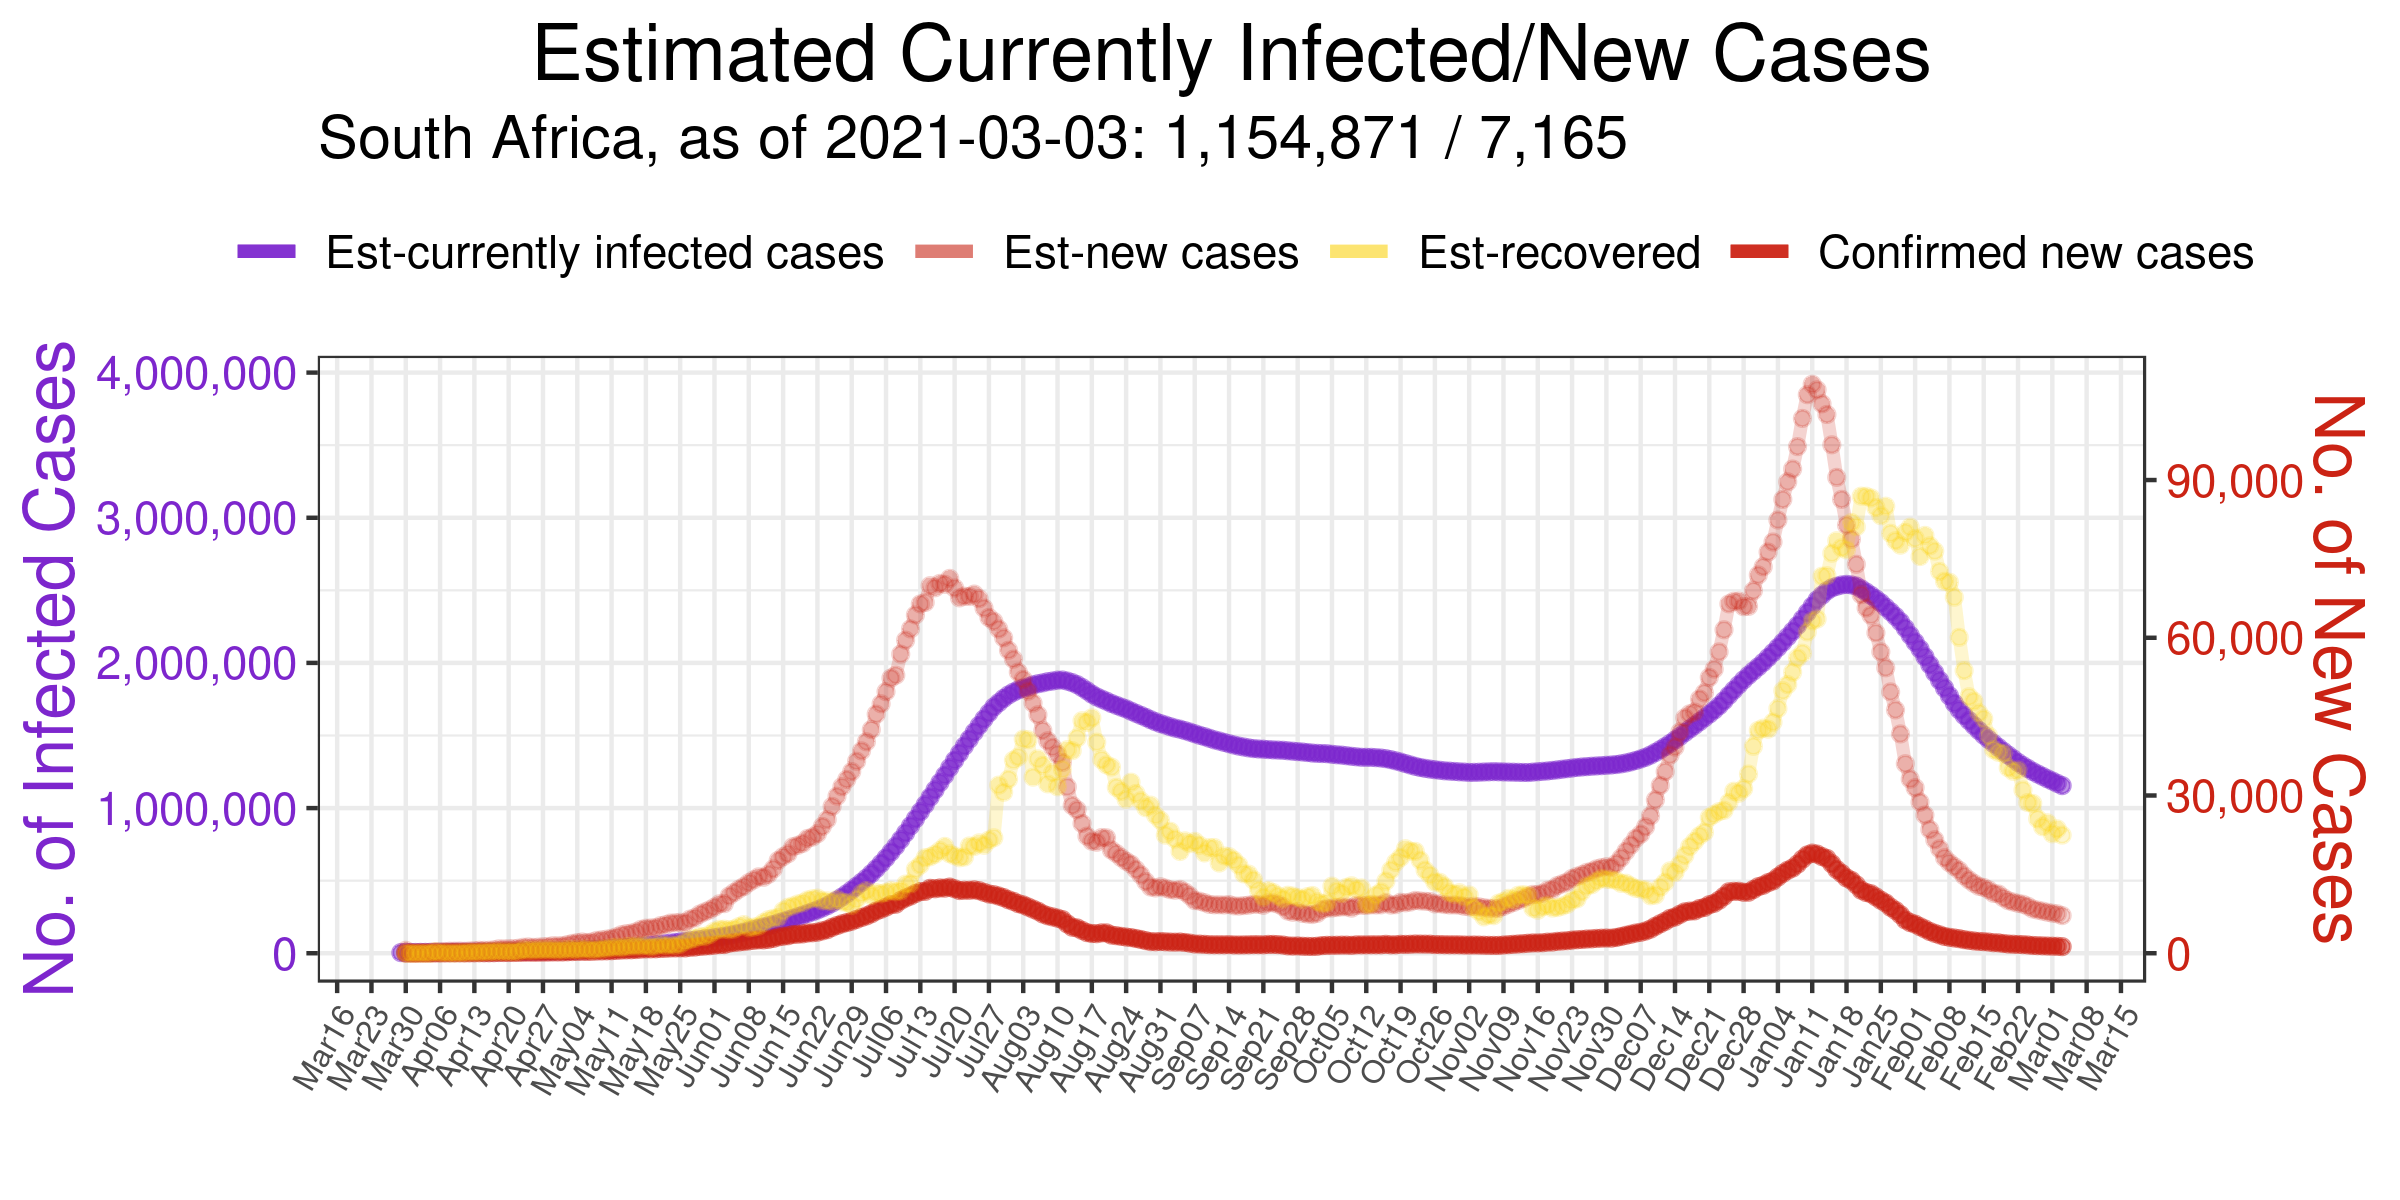 Estimated Currently Infected/New Cases
South Africa, as of 2021-03-03: 1,154,871 / 7,165
Est-currently infected cases
Est-new cases
Est-recovered
Confirmed new cases
No. of Infected Cases
4,000,000
3,000,000
2,000,000
1,000,000
0
90,000
60,000
30,000
0
No. of New Cases
Mar16
Mar23
Mar30
Apr06
Apr13
Apr20
Apr27
May04
May11
May18
May25
Jun01
Jun08
Jun15
Jun22
Jun29
Jul06
Jul13
Jul20
Jul27
Aug03
Aug10
Aug17
Aug24
Aug31
Sep07
Sep14
Sep21
Sep28
Oct05
Oct12
Oct19
Oct26
Nov02
Nov09
Nov16
Nov23
Nov30
Dec07
Dec14
Dec21
Dec28
Jan04
Jan11
Jan18
Jan25
Feb01
Feb08
Feb15
Feb22
Mar01
Mar08
Mar15